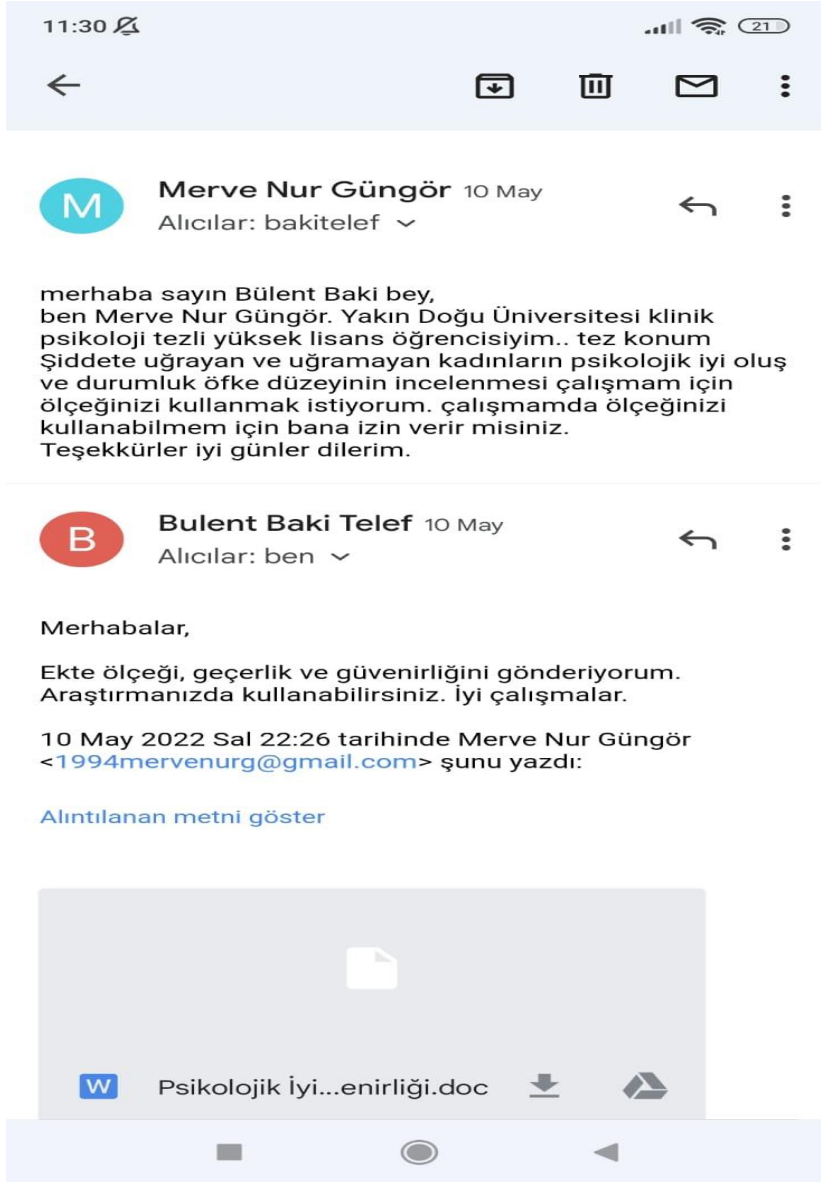 11:30
21
M
Merve Nur Güngör 10 May
Alıcılar: bakitelef
merhaba sayın Bülent Baki bey,
ben Merve Nur Güngör. Yakın Doğu Üniversitesi klinik
psikoloji tezli yüksek lisans öğrencisiyim.. tez konum
Şiddete uğrayan ve uğramayan kadınların psikolojik iyi oluş
ve durumluk öfke düzeyinin incelenmesi çalışmam için
ölçeğinizi kullanmak istiyorum. çalışmamda ölçeğinizi
kullanabilmem için bana izin verir misiniz.
Teşekkürler iyi günler dilerim.
B
Bulent Baki Telef 10 May
Alıcılar: ben
Merhabalar,
Ekte ölçeği, geçerlik ve güvenirliğini gönderiyorum.
Araştırmanızda kullanabilirsiniz. İyi çalışmalar.
10 May 2022 Sal 22:26 tarihinde Merve Nur Güngör
<1994mervenurg@gmail.com> şunu yazdı:
Alıntılanan metni göster
W
Psikolojik İyi...enirliği.doc